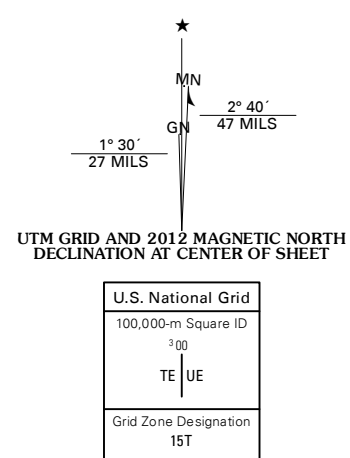 ★
MN
GN
2° 40´
47 MILS
1° 30´
27 MILS
UTM GRID AND 2012 MAGNETIC NORTH
DECLINATION AT CENTER OF SHEET
U.S. National Grid
100,000-m Square ID
³00
TE UE
Grid Zone Designation
15T